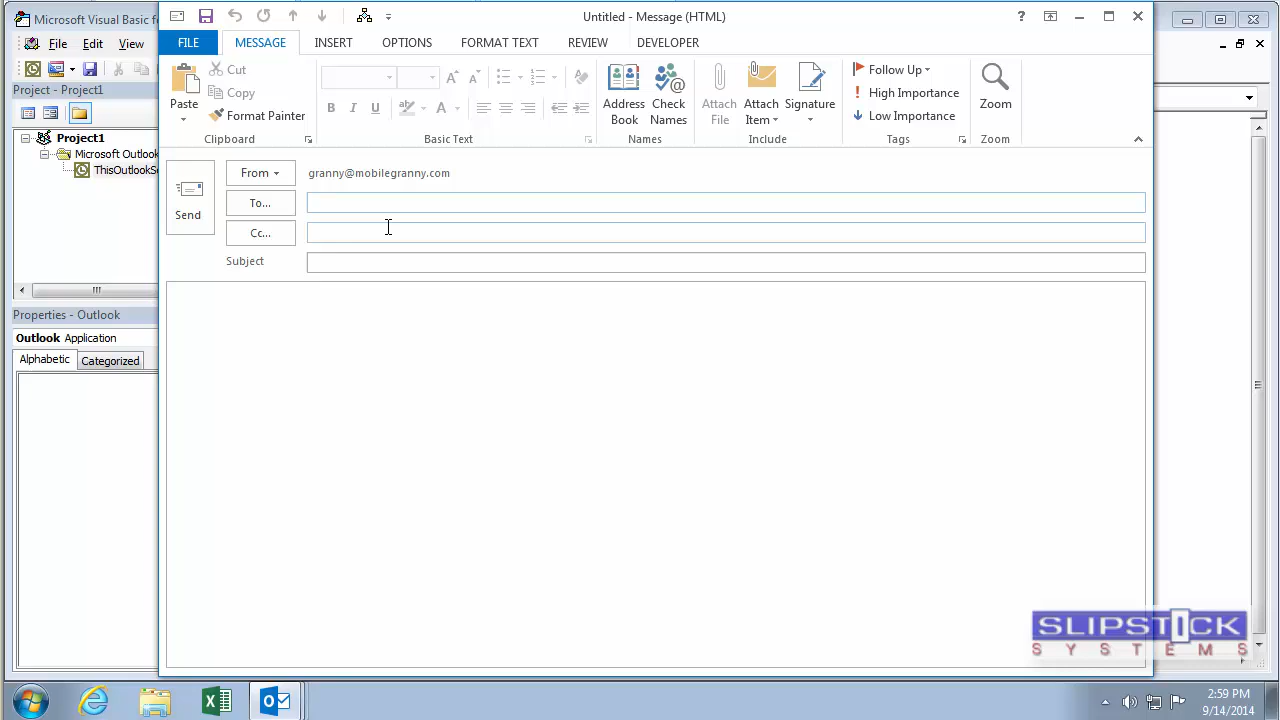 Microsoft Visual Basic fo
Untitled - Message (HTML)
?
File Edit View
FILE MESSAGE INSERT OPTIONS FORMAT TEXT REVIEW DEVELOPER
Project - Project1
Project1
Microsoft Outlook
ThisOutlookSe
Properties - Outlook
Outlook Application
Alphabetic Categorized
Paste
Cut
Copy
Format Painter
Clipboard
B I U A
Basic Text
Address Book
Check Names
Names
Attach File
Attach Item
Signature
Include
Follow Up
High Importance
Low Importance
Tags
Zoom
Zoom
Send
From granny@mobilegranny.com
To...
Cc...
Subject
SLIPSTICK
SYSTEMS
2:59 PM
9/14/2014